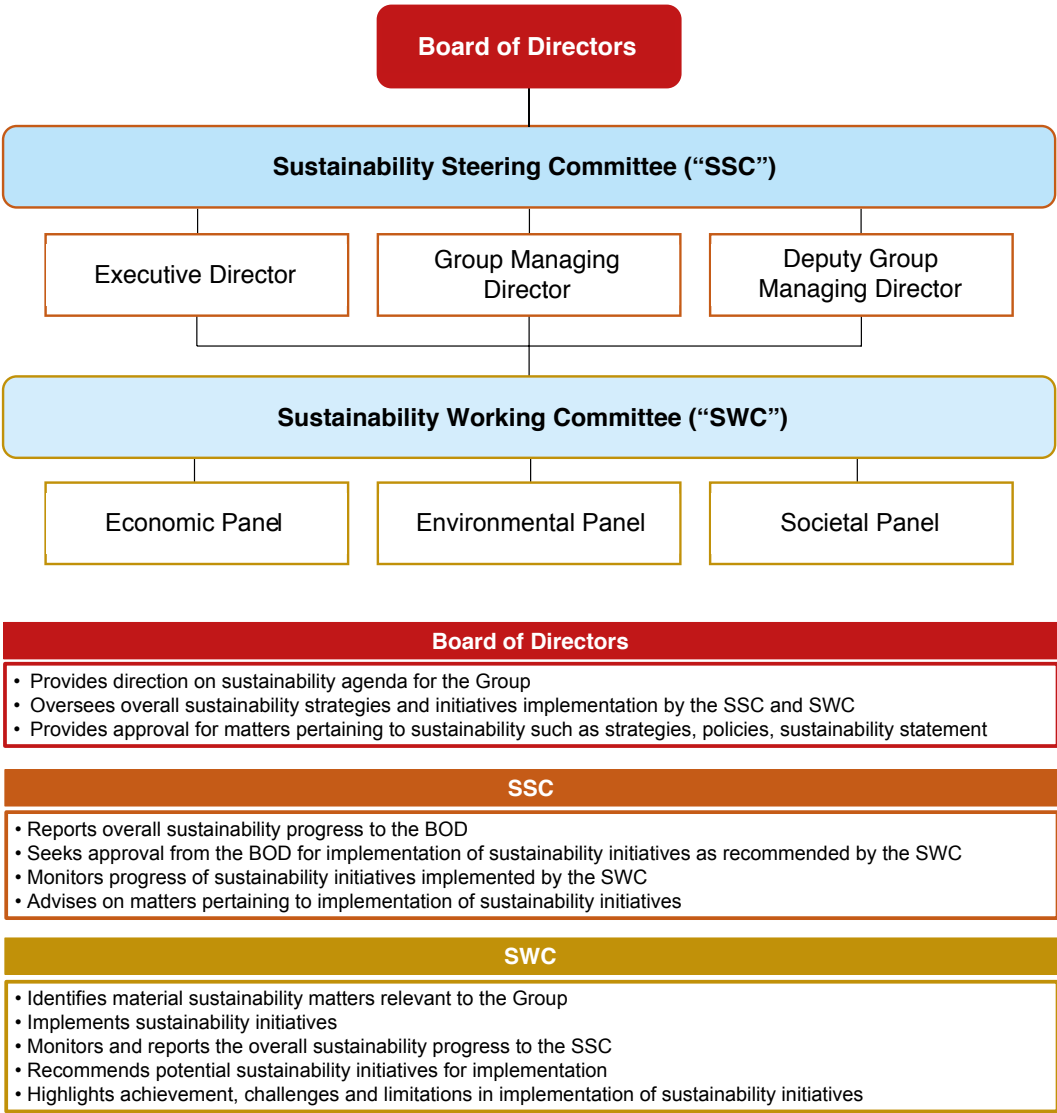 Board of Directors
Sustainability Steering Committee (“SSC”)
Executive Director
Group Managing
Director
Deputy Group
Managing Director
Sustainability Working Committee (“SWC”)
Economic Panel
Environmental Panel
Societal Panel
Board of Directors
• Provides direction on sustainability agenda for the Group
• Oversees overall sustainability strategies and initiatives implementation by the SSC and SWC
• Provides approval for matters pertaining to sustainability such as strategies, policies, sustainability statement
SSC
• Reports overall sustainability progress to the BOD
• Seeks approval from the BOD for implementation of sustainability initiatives as recommended by the SWC
• Monitors progress of sustainability initiatives implemented by the SWC
• Advises on matters pertaining to implementation of sustainability initiatives
SWC
• Identifies material sustainability matters relevant to the Group
• Implements sustainability initiatives
• Monitors and reports the overall sustainability progress to the SSC
• Recommends potential sustainability initiatives for implementation
• Highlights achievement, challenges and limitations in implementation of sustainability initiatives